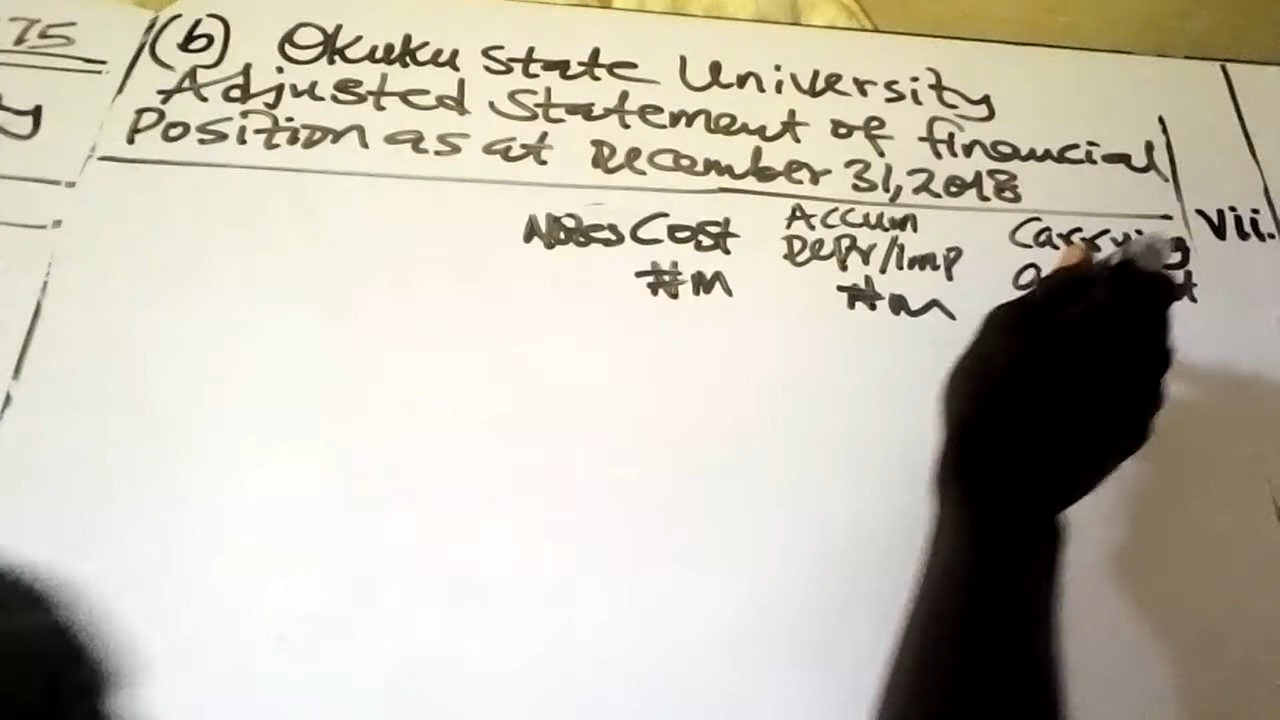 75
y
(b) Okuku State University
Adjusted Statement of financial
Position as at December 31, 2018
Notes Cost
#M
Accum
Depr/Imp
#M
Carrying
Vii.